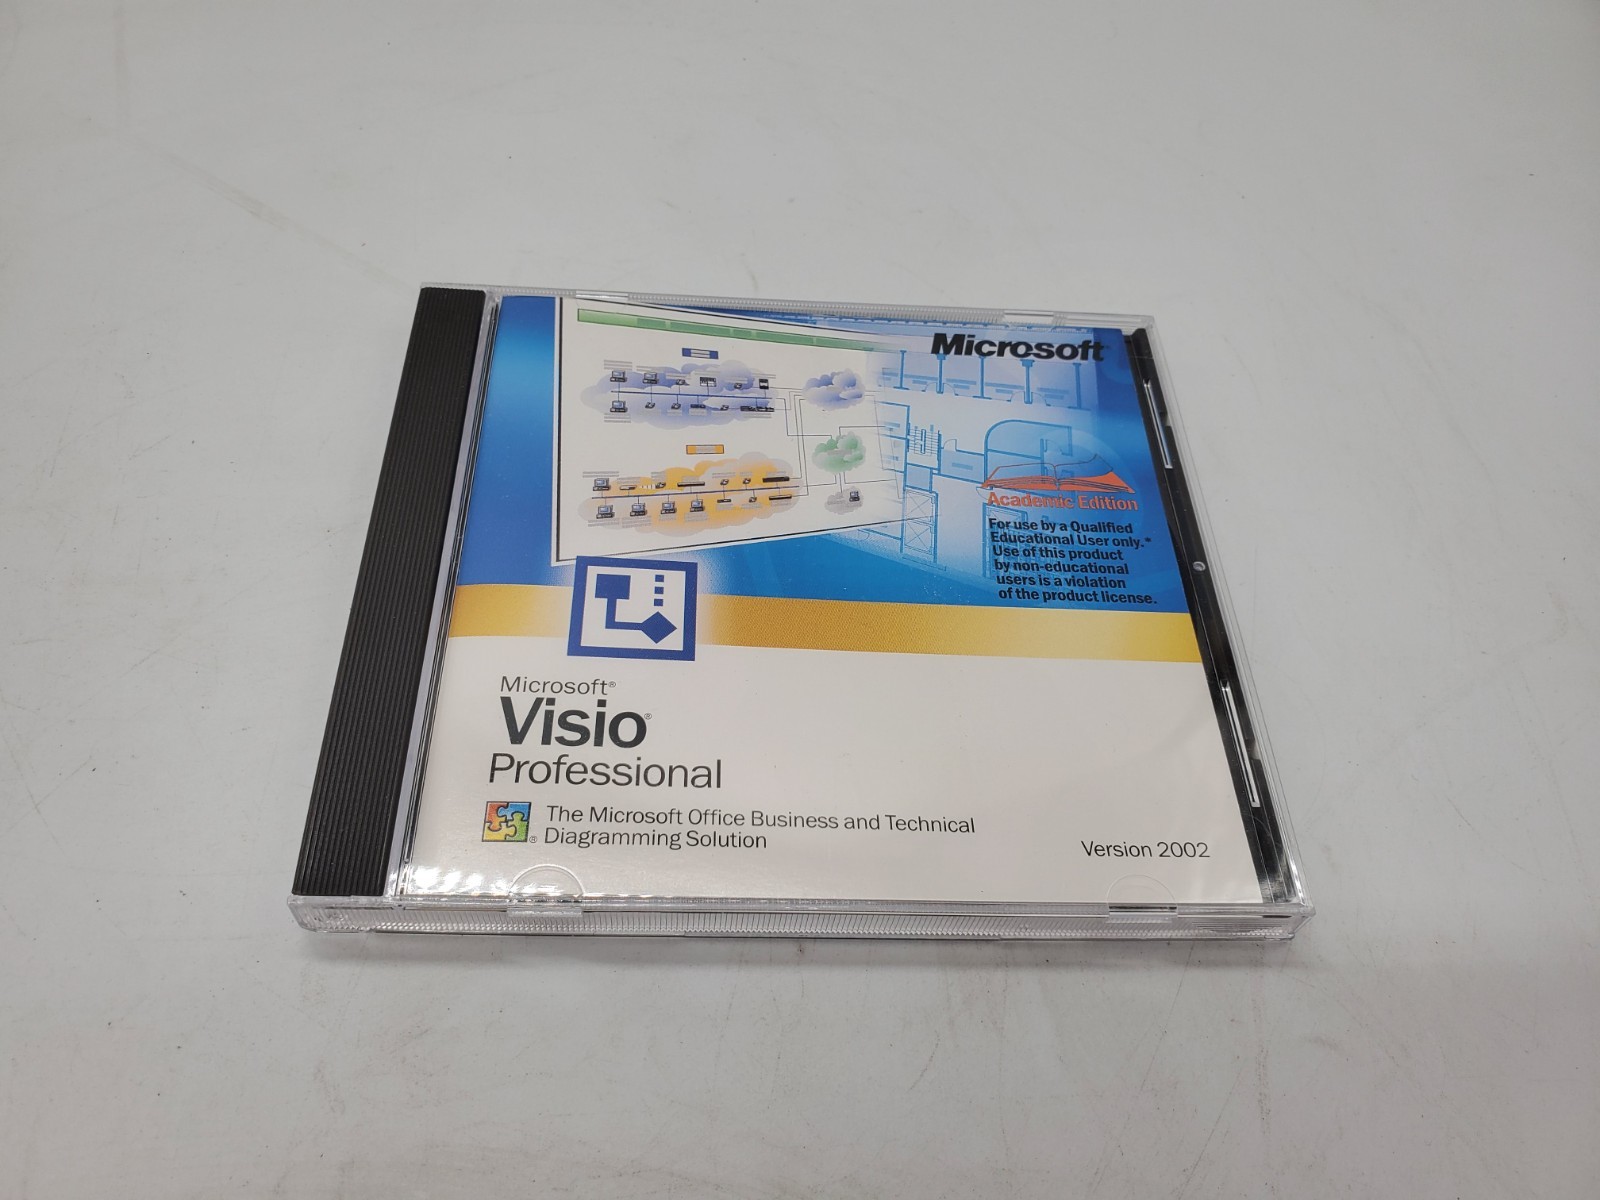 Microsoft
Academic Edition
For use by a Qualified
Educational User only.*
Use of this product
by non-educational
users is a violation
of the product license.
Microsoft®
Visio®
Professional
The Microsoft Office Business and Technical
® Diagramming Solution
Version 2002